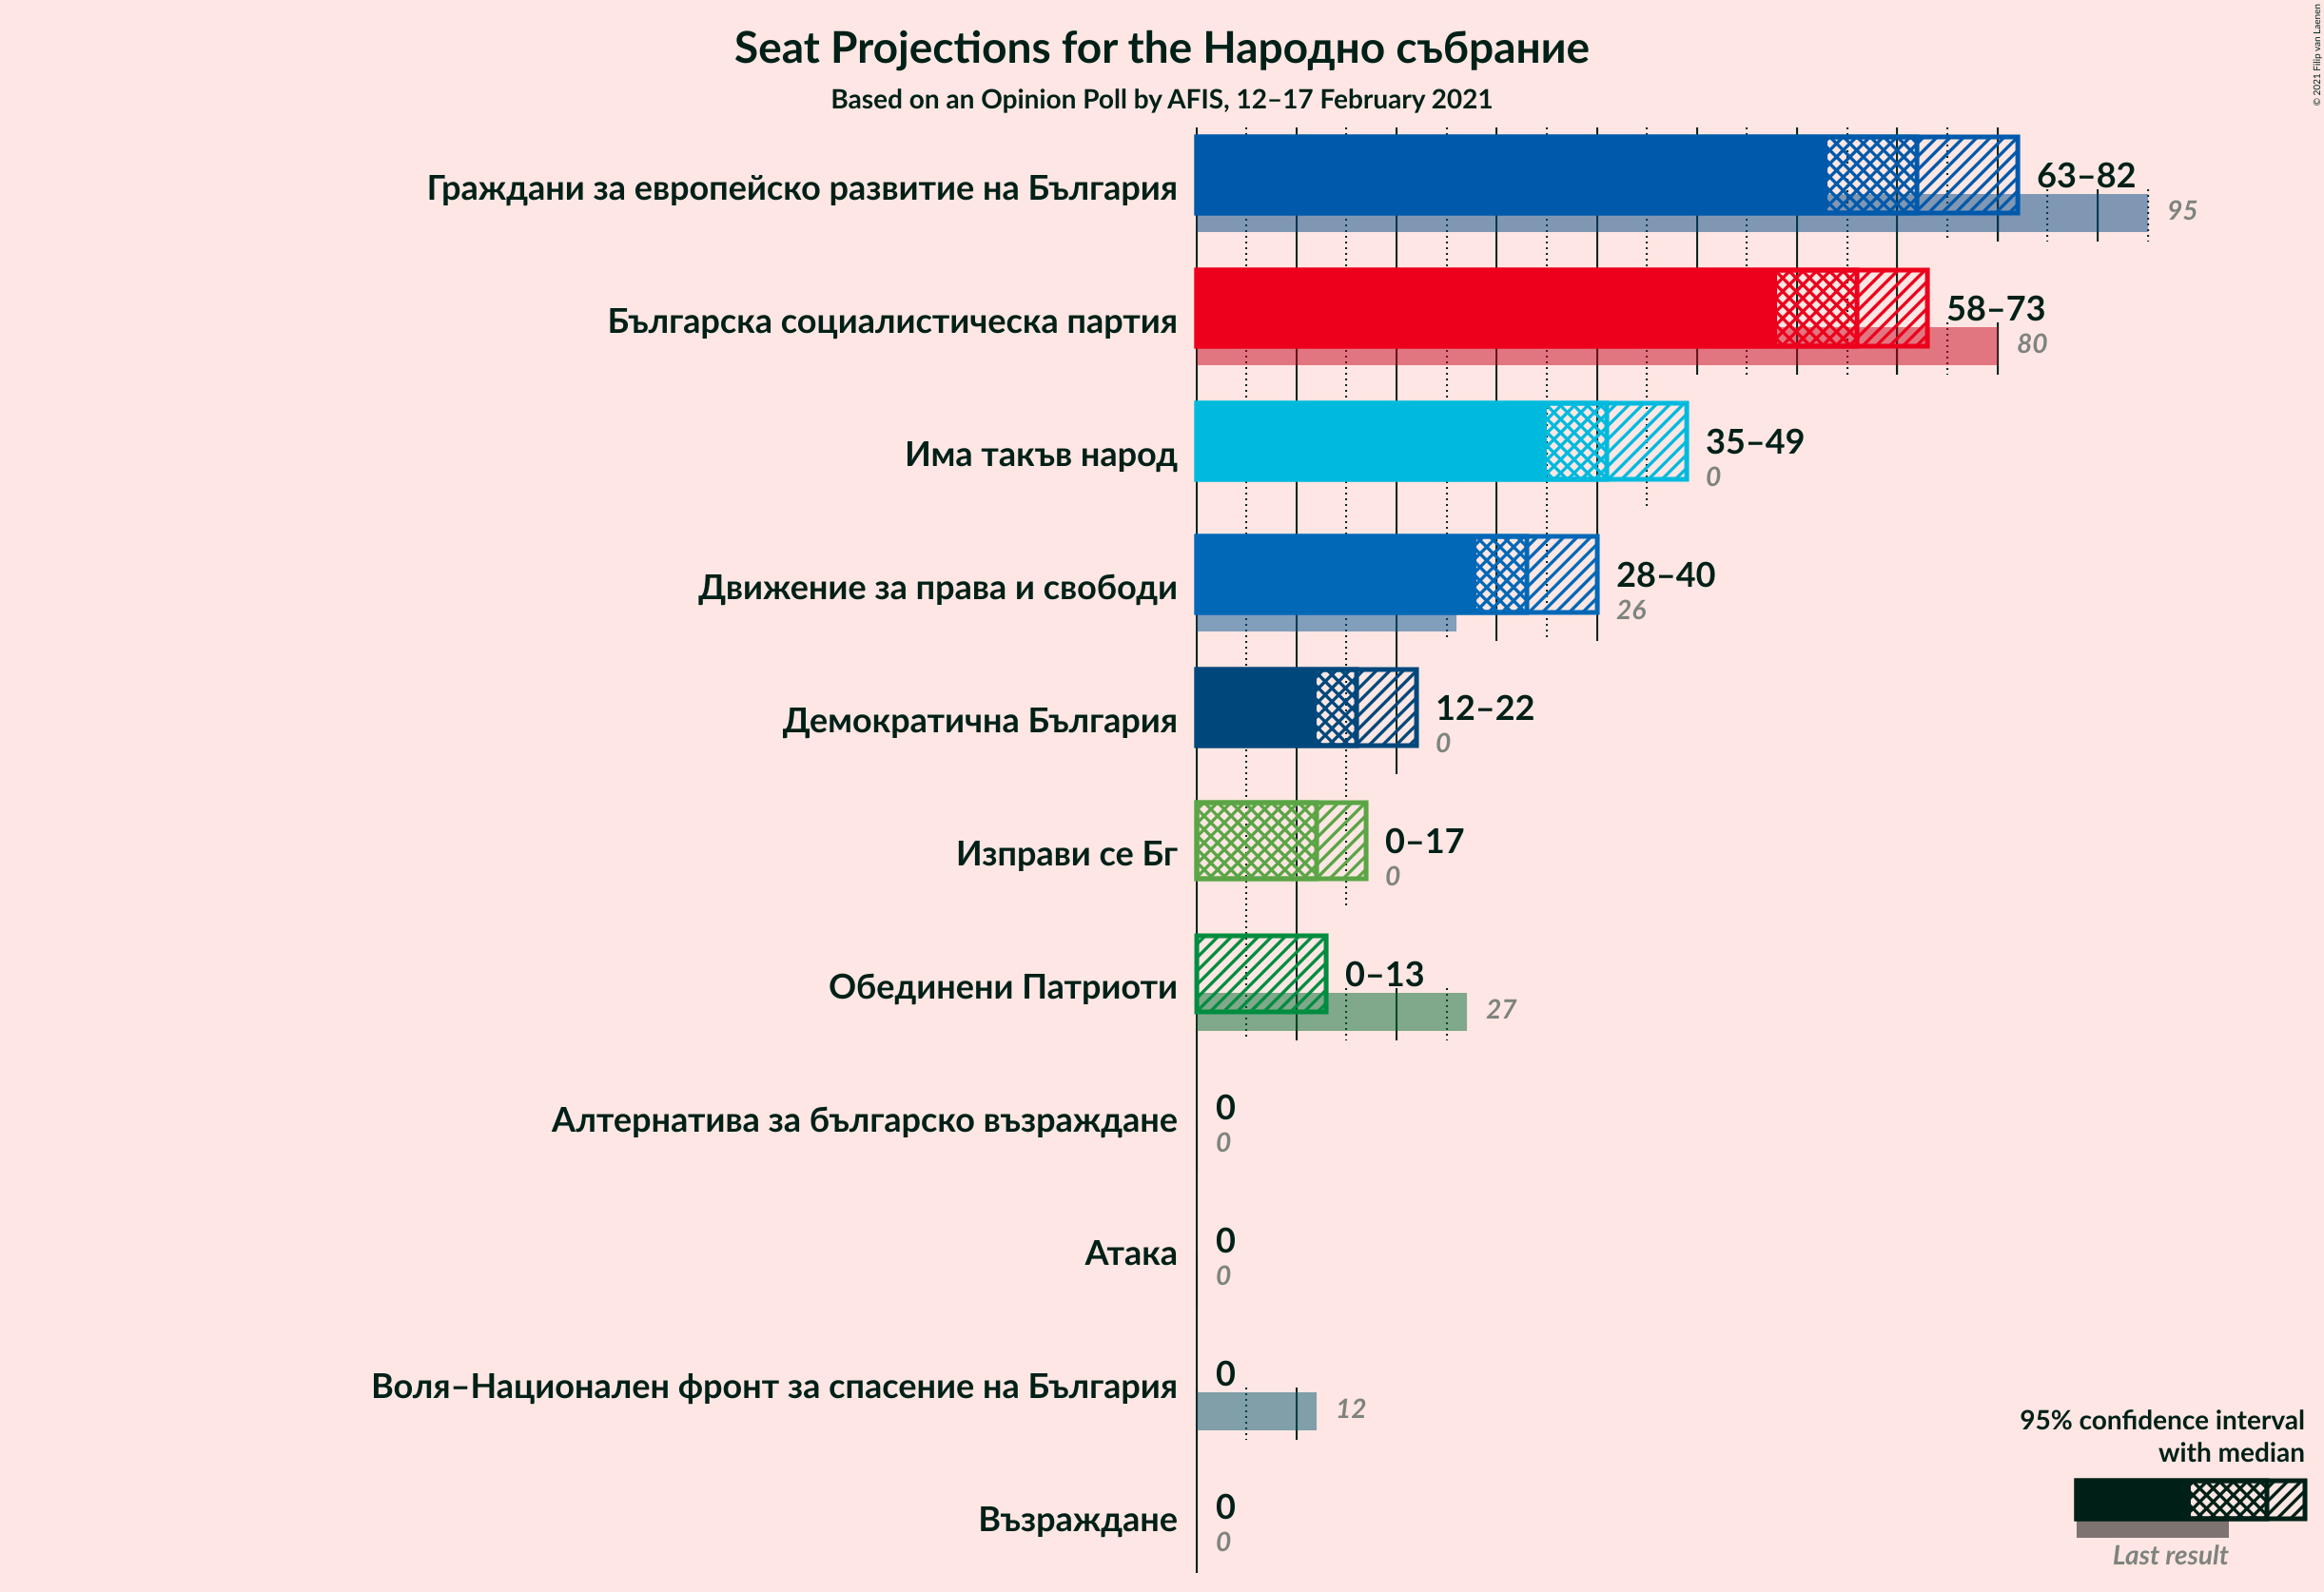 © 2021 Filip van Laenen
Seat Projections for the Народно събрание
Based on an Opinion Poll by AFIS, 12–17 February 2021
Граждани за европейско развитие на България
63–82
95
Българска социалистическа партия
58–73
80
Има такъв народ
35–49
0
Движение за права и свободи
28–40
26
Демократична България
12–22
0
Изправи се Бг
0–17
0
Обединени Патриоти
0–13
27
Алтернатива за българско възраждане
0
0
Атака
0
0
Воля–Национален фронт за спасение на България
0
12
Възраждане
0
0
95% confidence interval
with median
Last result